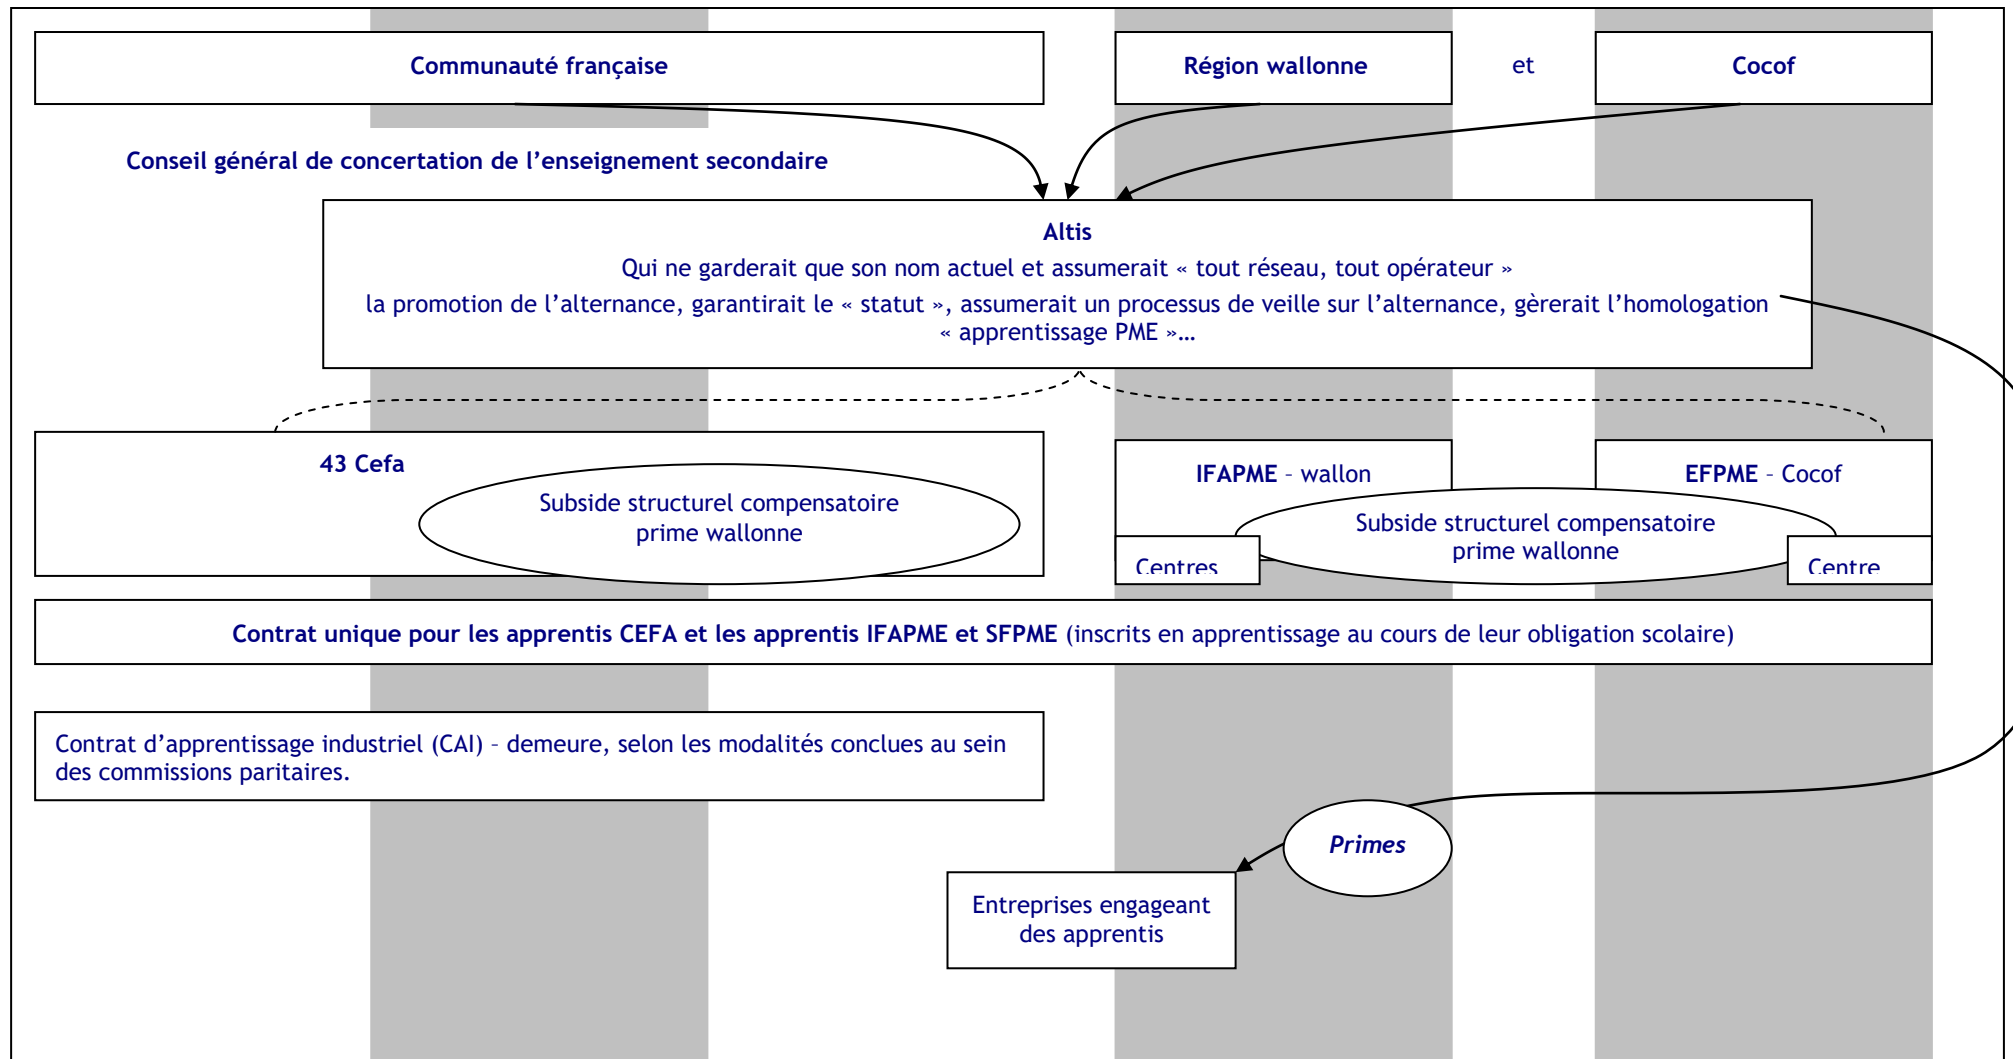 Communauté française
Région wallonne
et
Cocof
Conseil général de concertation de l’enseignement secondaire
Altis
Qui ne garderait que son nom actuel et assumerait « tout réseau, tout opérateur »
la promotion de l’alternance, garantirait le « statut », assumerait un processus de veille sur l’alternance, gèrerait l’homologation
« apprentissage PME »…
43 Cefa
Subside structurel compensatoire
prime wallonne
IFAPME – wallon
EFPME – Cocof
Subside structurel compensatoire
prime wallonne
Centres
Centre
Contrat unique pour les apprentis CEFA et les apprentis IFAPME et SFPME (inscrits en apprentissage au cours de leur obligation scolaire)
Contrat d’apprentissage industriel (CAI) – demeure, selon les modalités conclues au sein
des commissions paritaires.
Primes
Entreprises engageant
des apprentis